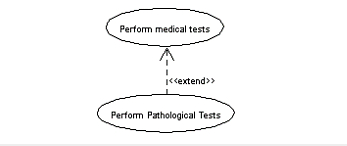 Perform medical tests
<<extend>>
Perform Pathological Tests